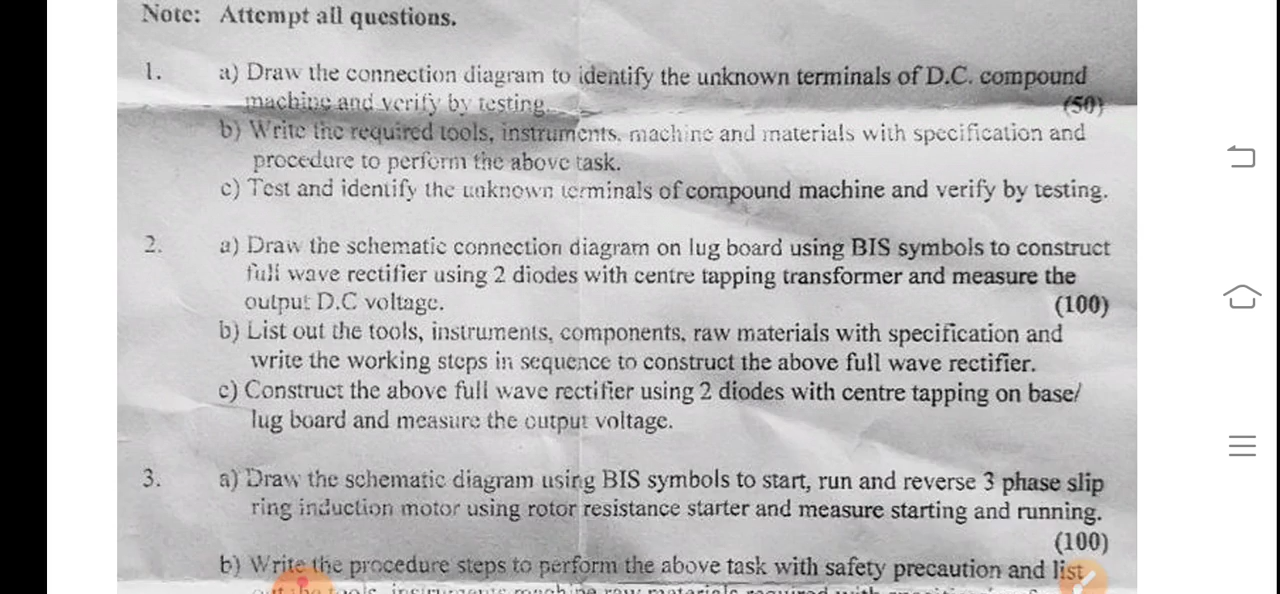 Note: Attempt all questions.
1. a) Draw the connection diagram to identify the unknown terminals of D.C. compound
machine and verify by testing. (50)
b) Write the required tools, instruments, machine and materials with specification and
procedure to perform the above task.
c) Test and identify the unknown terminals of compound machine and verify by testing.
2. a) Draw the schematic connection diagram on lug board using BIS symbols to construct
full wave rectifier using 2 diodes with centre tapping transformer and measure the
output D.C voltage. (100)
b) List out the tools, instruments, components, raw materials with specification and
write the working steps in sequence to construct the above full wave rectifier.
c) Construct the above full wave rectifier using 2 diodes with centre tapping on base/
lug board and measure the output voltage.
3. a) Draw the schematic diagram using BIS symbols to start, run and reverse 3 phase slip
ring induction motor using rotor resistance starter and measure starting and running.
(100)
b) Write the procedure steps to perform the above task with safety precaution and list